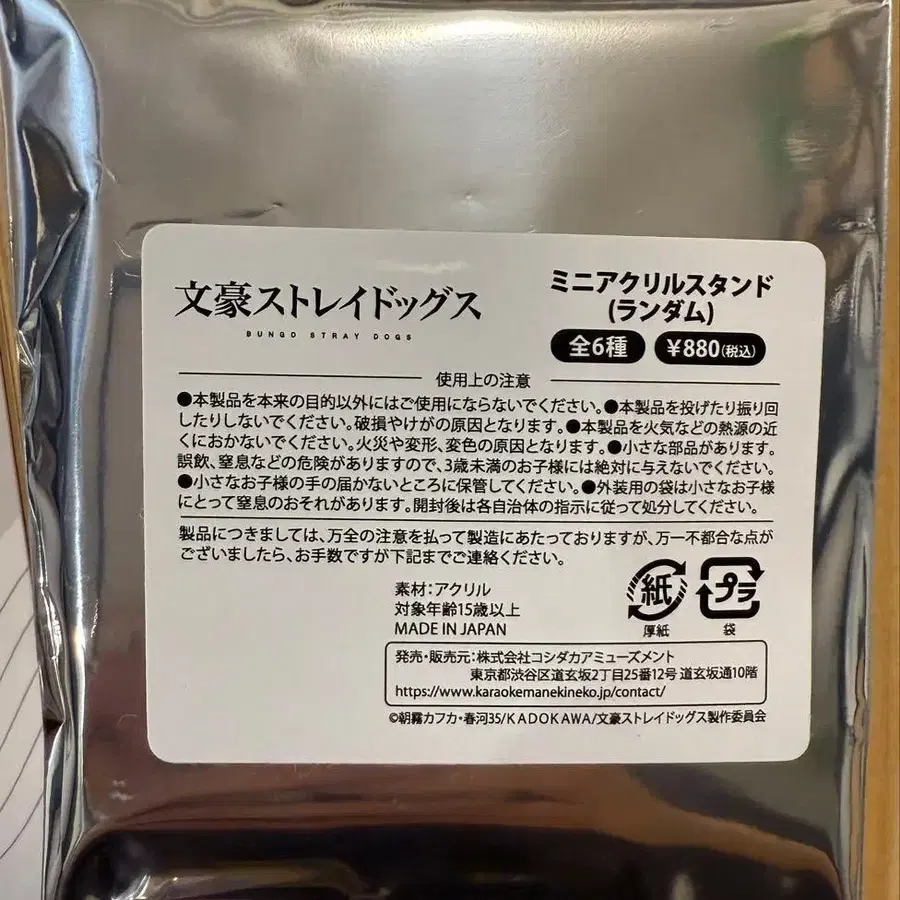 文豪ストレイドッグス
BUNGO STRAY DOGS
ミニアクリルスタンド
(ランダム)
全6種
¥880(税込)
使用上の注意
●本製品を本来の目的以外にはご使用にならないでください。●本製品を投げたり振り回
したりしないでください。破損やけがの原因となります。●本製品を火気などの熱源の近
くにおかないでください。火災や変形、変色の原因となります。●小さな部品があります。
誤飲、窒息などの危険がありますので、3歳未満のお子様には絶対に与えないでください。
●小さなお子様の手の届かないところに保管してください。●外装用の袋は小さなお子様
にとって窒息のおそれがあります。開封後は各自治体の指示に従って処分してください。
製品につきましては、万全の注意を払って製造にあたっておりますが、万一不都合な点が
ございましたら、お手数ですが下記までご連絡ください。
素材:アクリル
対象年齢15歳以上
MADE IN JAPAN
紙
厚紙
プラ
袋
発売・販売元:株式会社コシダカアミューズメント
東京都渋谷区道玄坂2丁目25番12号 道玄坂通10階
https://www.karaokemanekineko.jp/contact/
©朝霧カフカ・春河35/KADOKAWA/文豪ストレイドッグス製作委員会